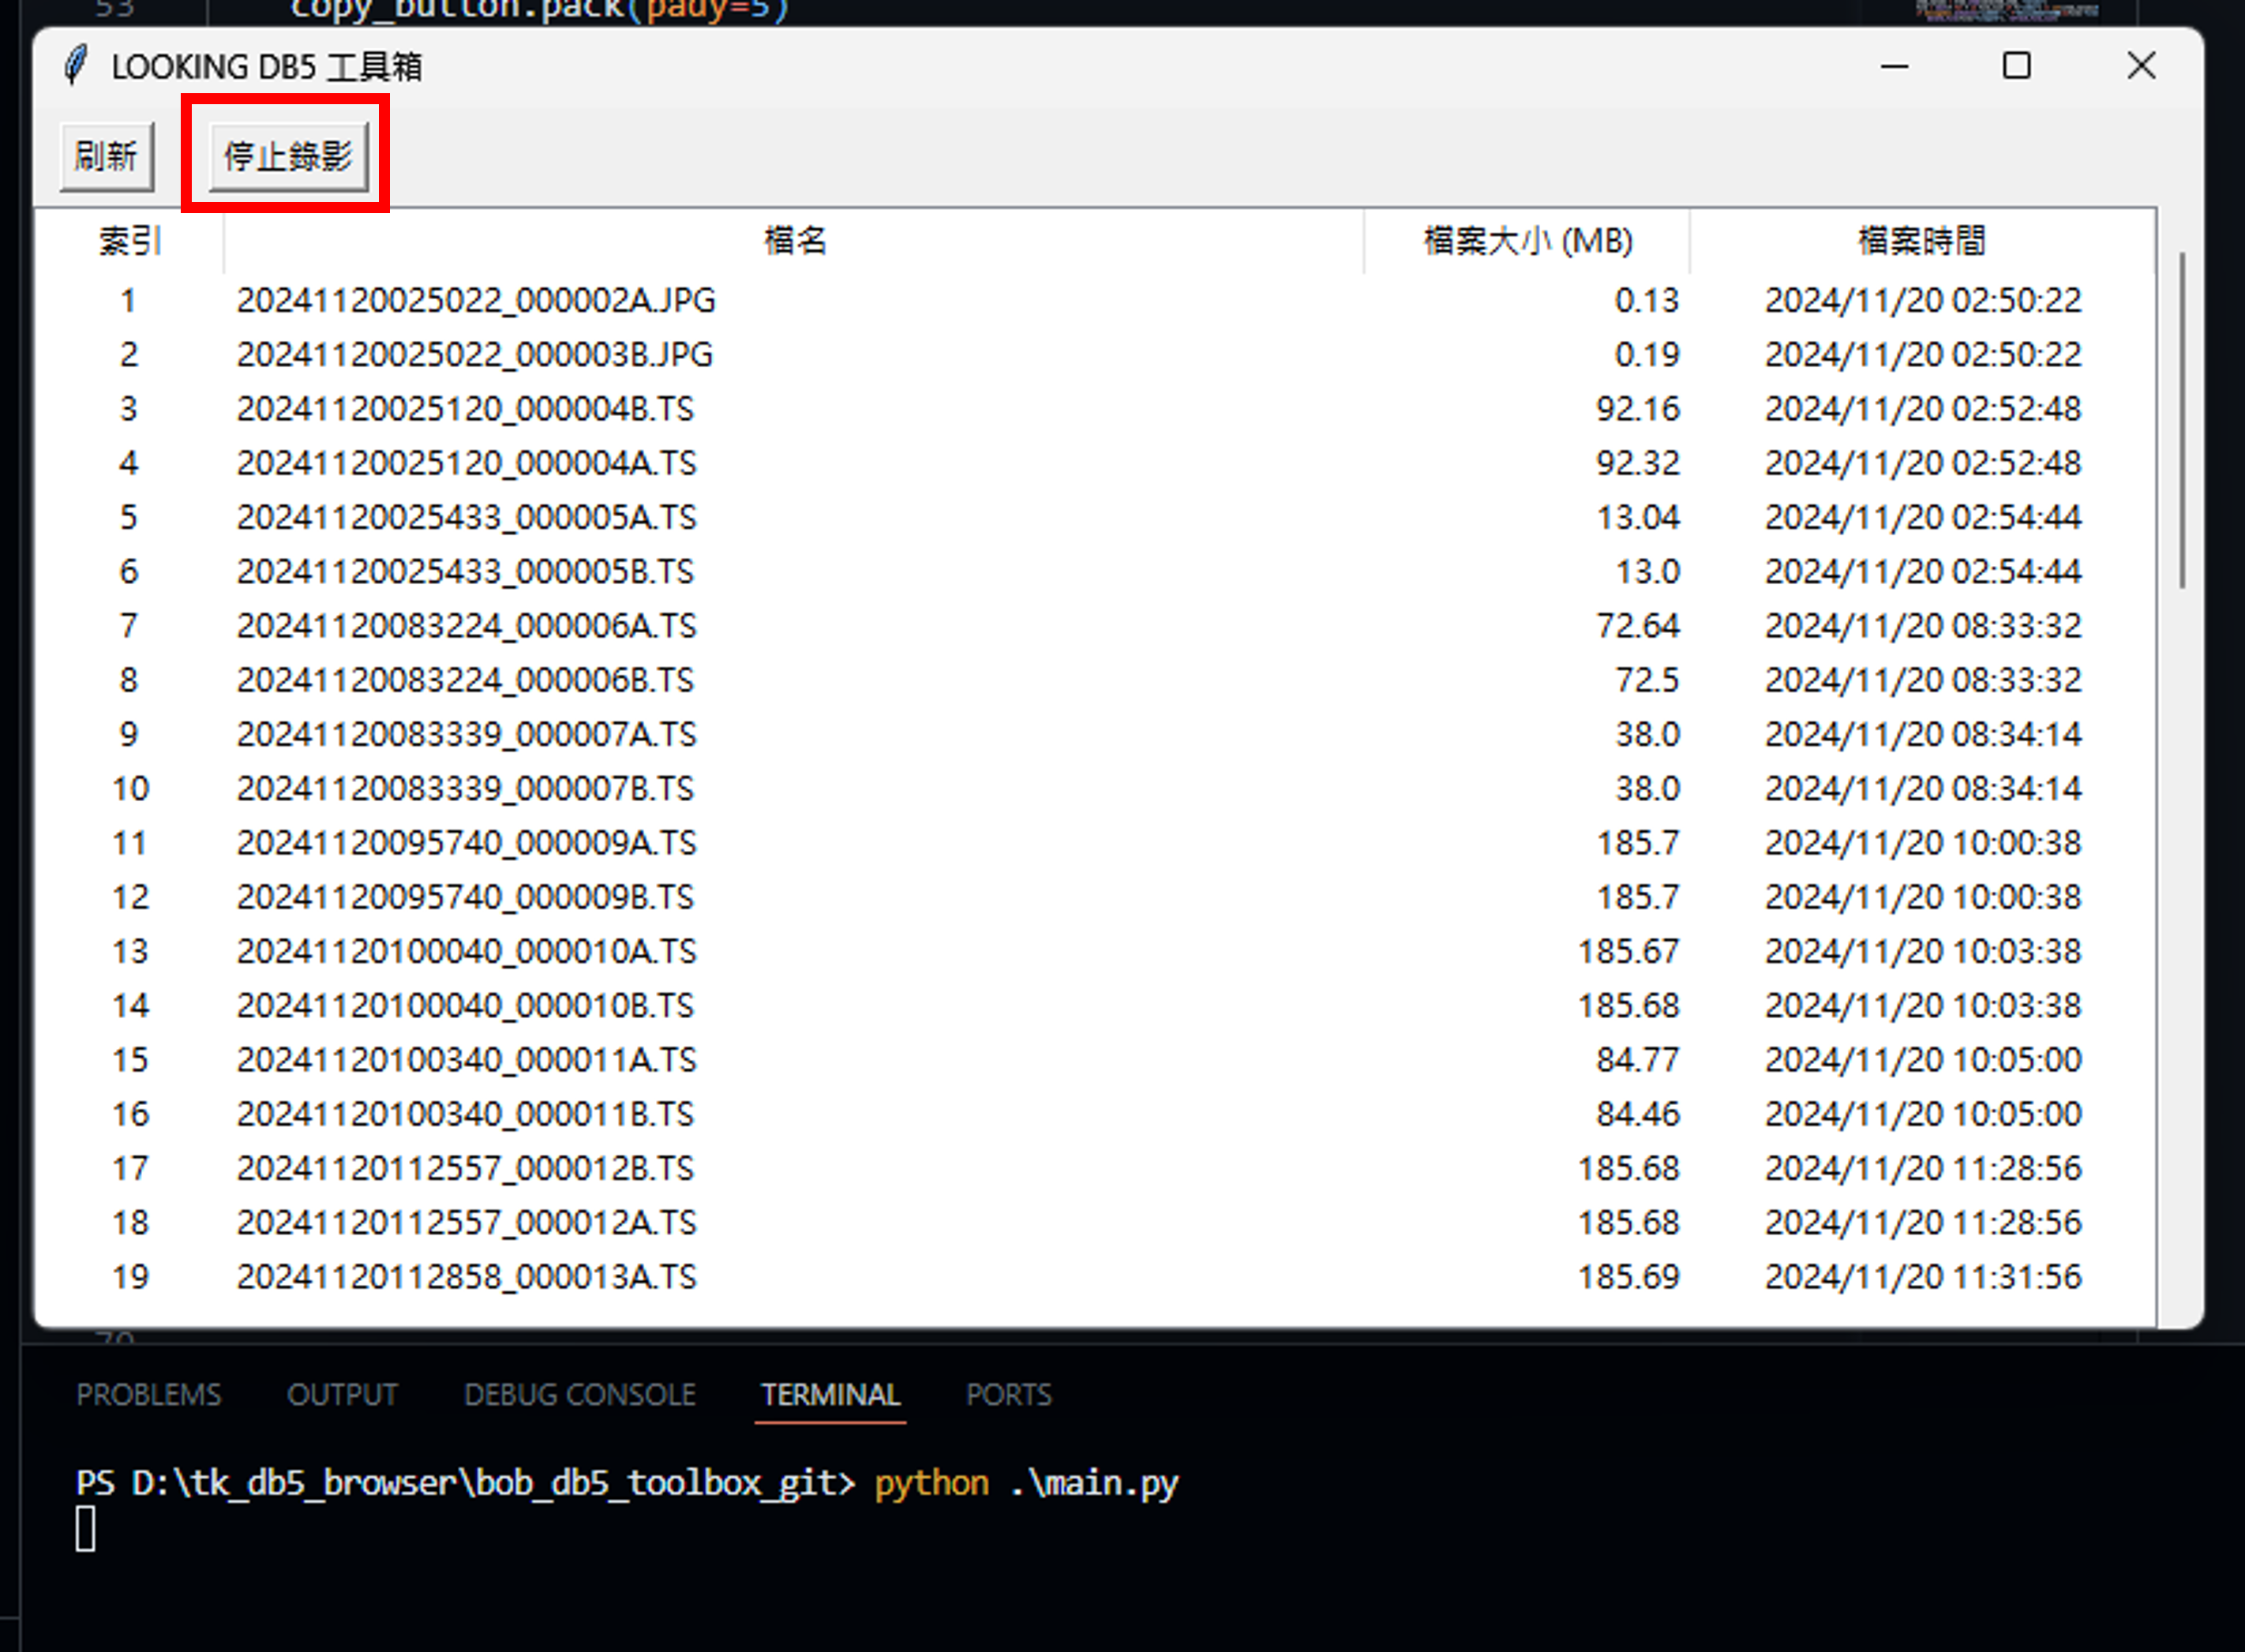 53 copy_button.pack(pady=5)
LOOKING DB5 工具箱
刷新 停止錄影
索引 檔名 檔案大小 (MB) 檔案時間
1 20241120025022_000002A.JPG 0.13 2024/11/20 02:50:22
2 20241120025022_000003B.JPG 0.19 2024/11/20 02:50:22
3 20241120025120_000004B.TS 92.16 2024/11/20 02:52:48
4 20241120025120_000004A.TS 92.32 2024/11/20 02:52:48
5 20241120025433_000005A.TS 13.04 2024/11/20 02:54:44
6 20241120025433_000005B.TS 13.0 2024/11/20 02:54:44
7 20241120083224_000006A.TS 72.64 2024/11/20 08:33:32
8 20241120083224_000006B.TS 72.5 2024/11/20 08:33:32
9 20241120083339_000007A.TS 38.0 2024/11/20 08:34:14
10 20241120083339_000007B.TS 38.0 2024/11/20 08:34:14
11 20241120095740_000009A.TS 185.7 2024/11/20 10:00:38
12 20241120095740_000009B.TS 185.7 2024/11/20 10:00:38
13 20241120100040_000010A.TS 185.67 2024/11/20 10:03:38
14 20241120100040_000010B.TS 185.68 2024/11/20 10:03:38
15 20241120100340_000011A.TS 84.77 2024/11/20 10:05:00
16 20241120100340_000011B.TS 84.46 2024/11/20 10:05:00
17 20241120112557_000012B.TS 185.68 2024/11/20 11:28:56
18 20241120112557_000012A.TS 185.68 2024/11/20 11:28:56
19 20241120112858_000013A.TS 185.69 2024/11/20 11:31:56
PROBLEMS OUTPUT DEBUG CONSOLE TERMINAL PORTS
PS D:\tk_db5_browser\bob_db5_toolbox_git> python .\main.py